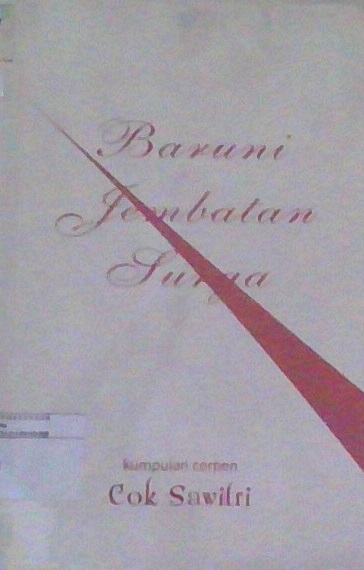 Baruni
Jembatan
Surga
kumpulan cerpen
Cok Sawitri